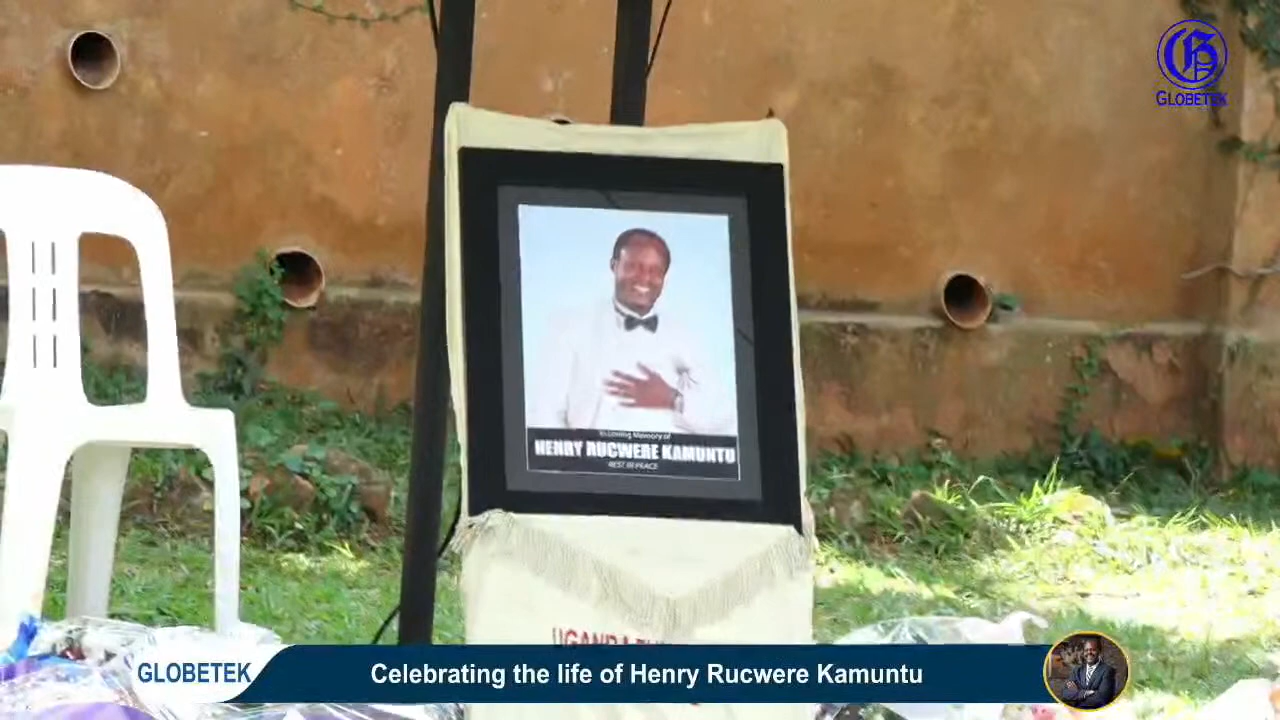 GLOBETEK
In Loving Memory of
HENRY RUCWERE KAMUNTU
REST IN PEACE
GLOBETEK
Celebrating the life of Henry Rucwere Kamuntu